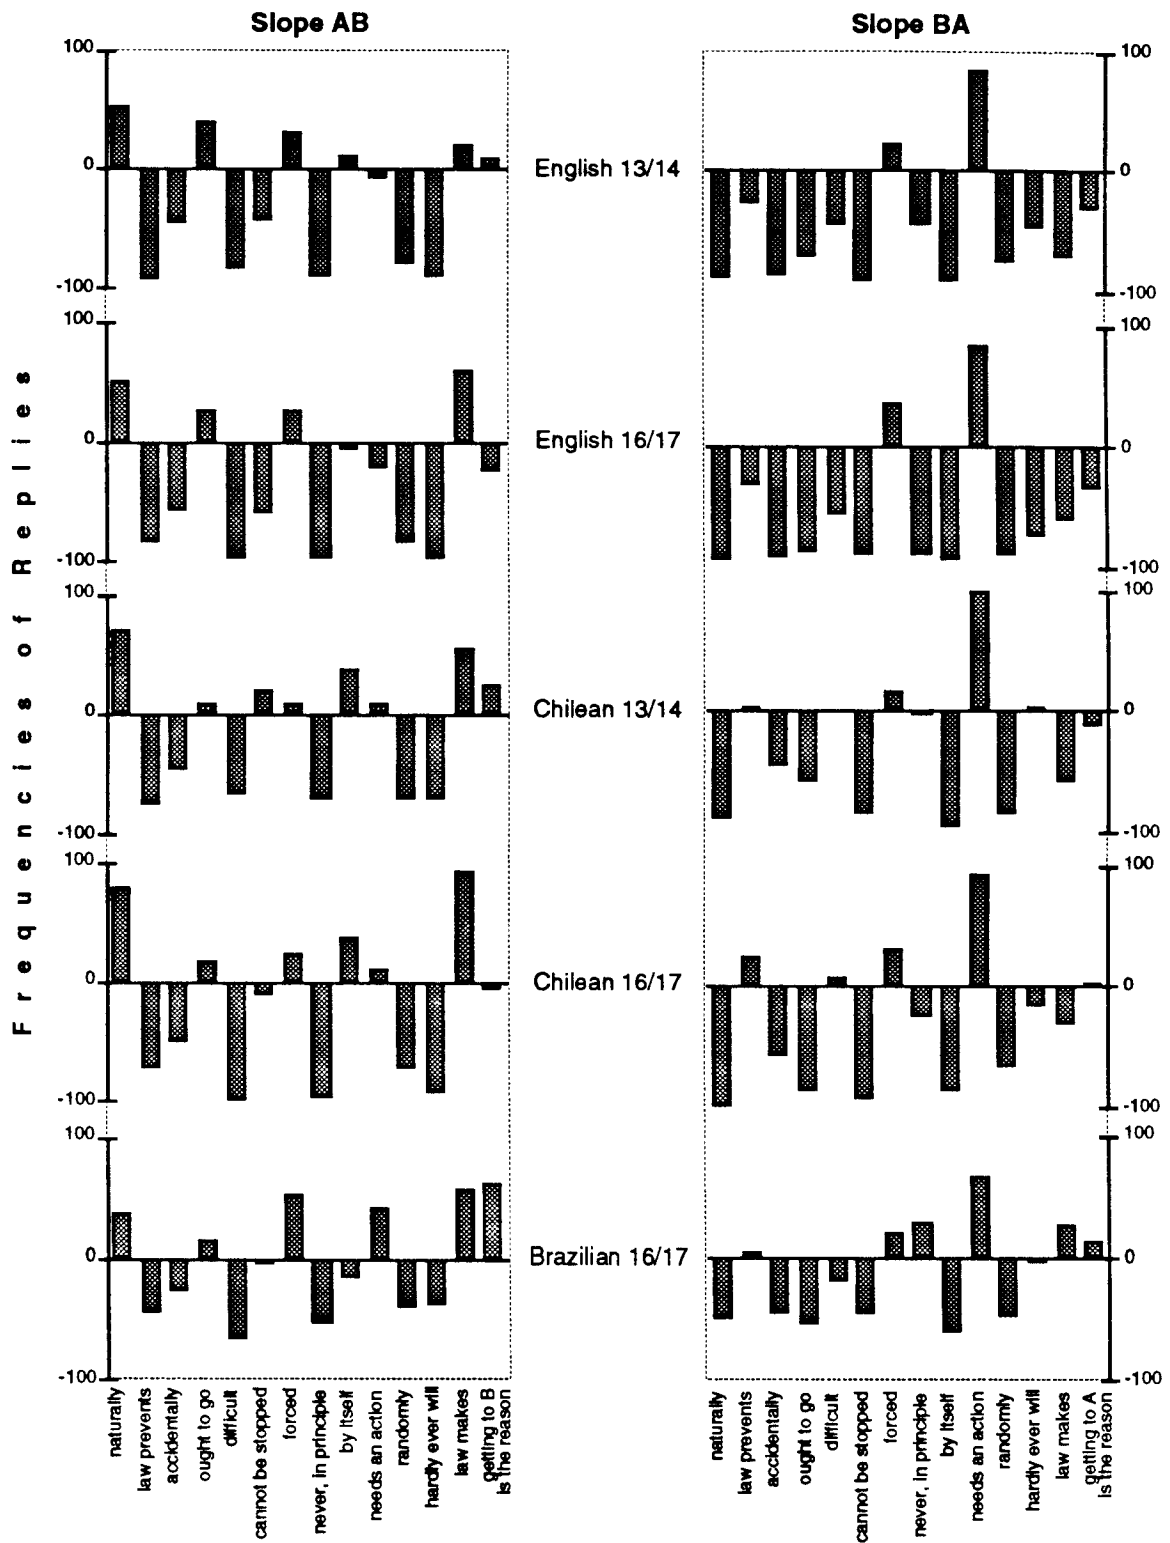 Slope AB
Slope BA
Frequencies of Replies
100
0
-100
English 13/14
100
0
-100
100
0
-100
English 16/17
100
0
-100
100
0
-100
Chilean 13/14
100
0
-100
100
0
-100
Chilean 16/17
100
0
-100
100
0
-100
Brazilian 16/17
100
0
-100
naturally
law prevents
accidentally
ought to go
difficult
cannot be stopped
forced
never, in principle
by itself
needs an action
randomly
hardly ever will
law makes
getting to B
is the reason
naturally
law prevents
accidentally
ought to go
difficult
cannot be stopped
forced
never, in principle
by itself
needs an action
randomly
hardly ever will
law makes
getting to A
is the reason